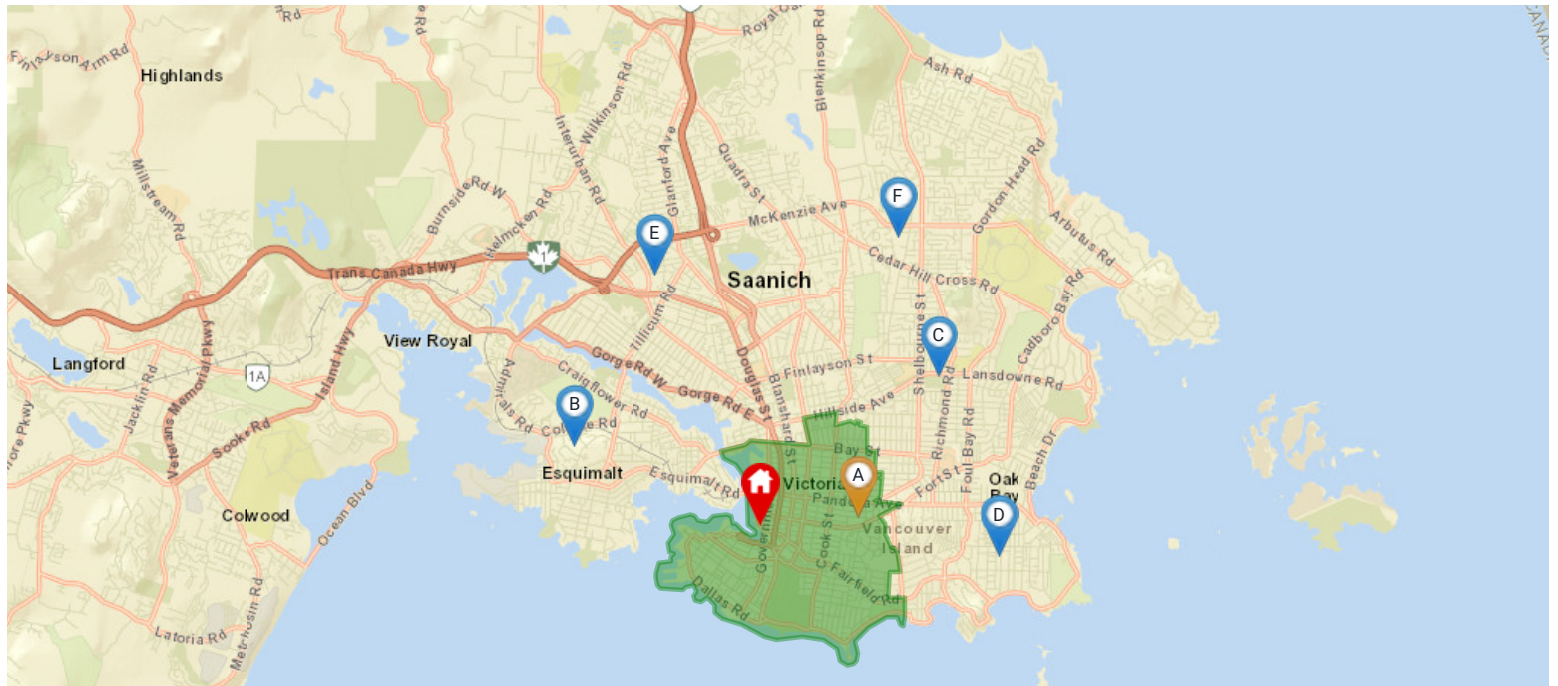 Rd
Rd
Royal Oak
CANADA
Finlayson Arm Rd
Highlands
Blenkinsop Rd
Ash Rd
Wilkinson Rd
Interurban Rd
Glanford Ave
Quadra St
Gordon Head Rd
Millstream Rd
Burnside Rd W
Helmcken Rd
McKenzie Ave
F
Arbutus Rd
E
1
Trans Canada Hwy
Saanich
Cedar Hill Cross Rd
Cadboro Bay Rd
Tillicum Rd
Shelbourne St
C
View Royal
Langford
1A
Island Hwy
Veterans Memorial Pkwy
Jacklin Rd
Gorge Rd W
Craigflower Rd
Gorge Rd E
Douglas St
Blanshard St
Finlayson St
Lansdowne Rd
Richmond Rd
Hillside Ave
Admirals Rd
B
Colville Rd
Foul Bay Rd
Beach Dr
Sooke Rd
Bay St
Esquimalt
Esquimalt Rd
Victoria
A
Fort St
Oak
Bay
Pandora Ave
D
Colwood
Ocean Blvd
Vancouver
Island
Cook St
Fairfield Rd
Dallas Rd
Latoria Rd
Metchosin Rd